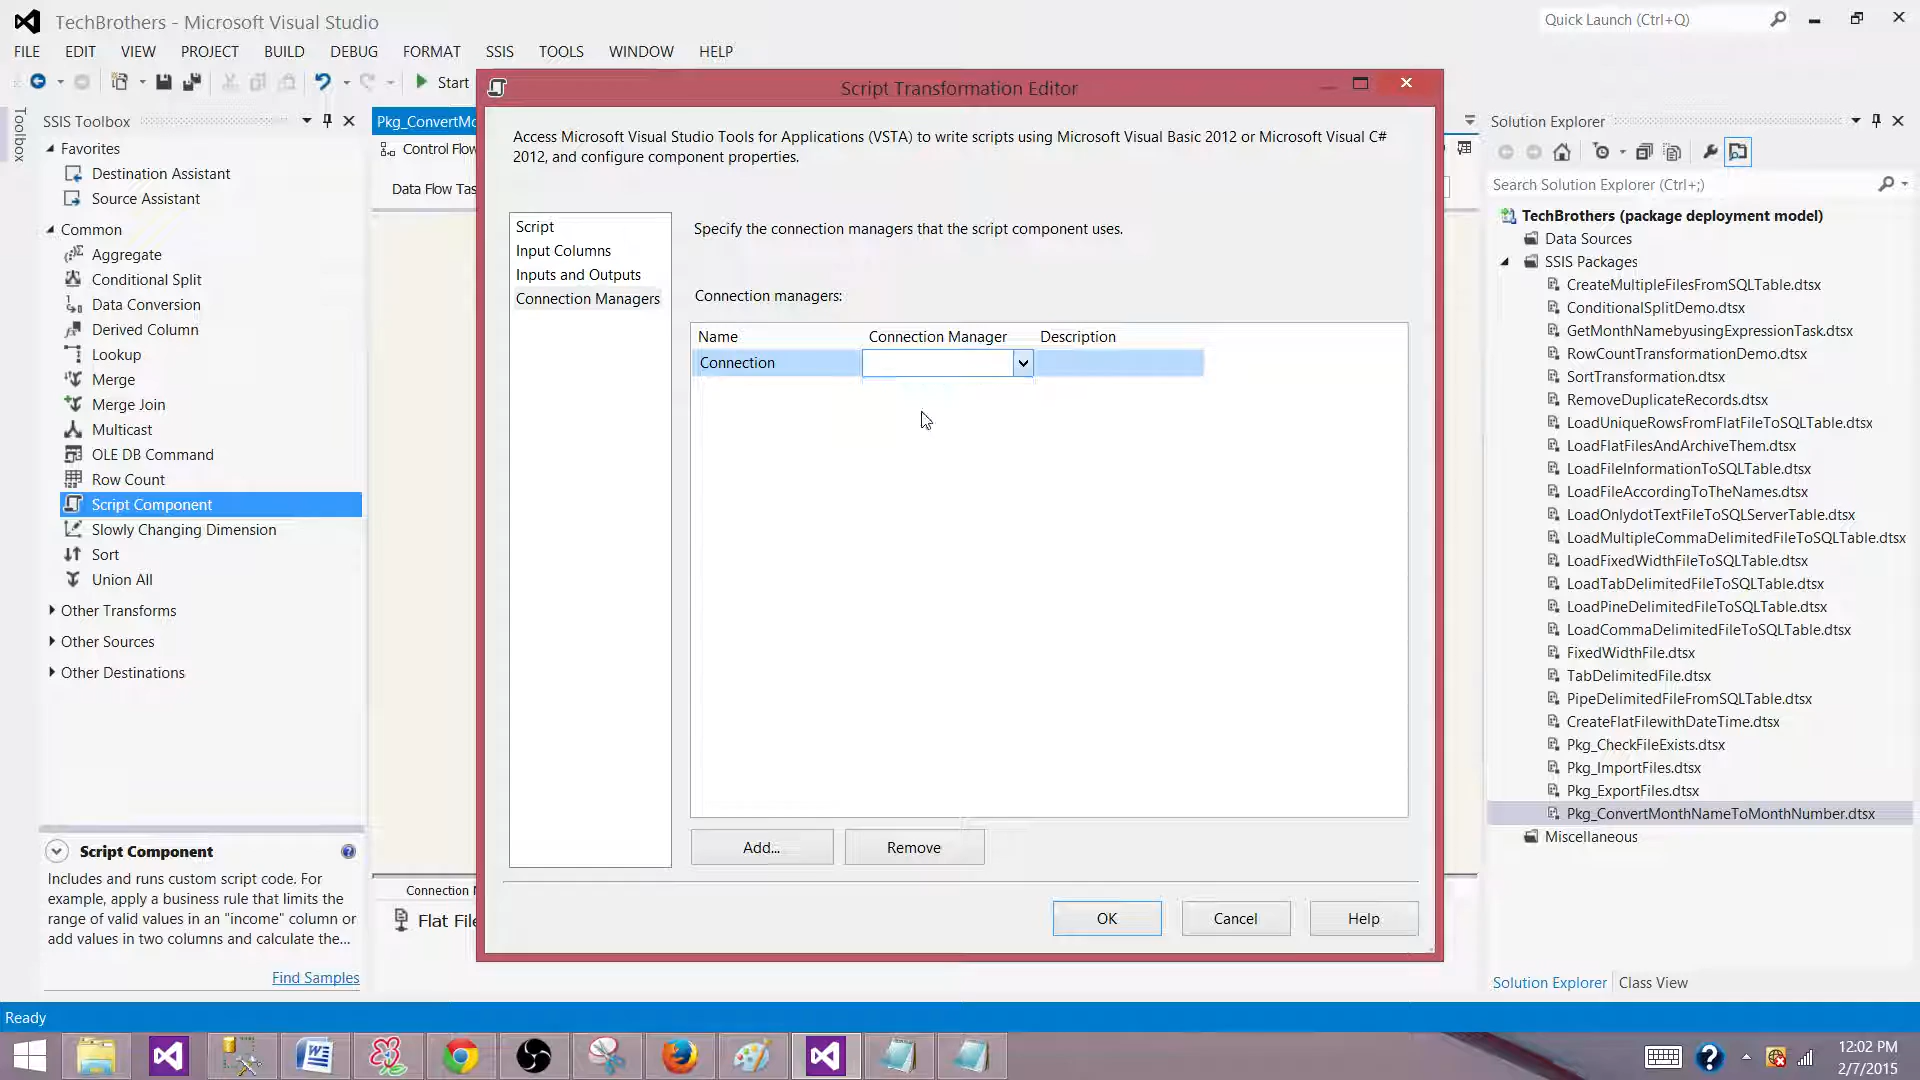 TechBrothers - Microsoft Visual Studio
Quick Launch (Ctrl+Q)
FILE EDIT VIEW PROJECT BUILD DEBUG FORMAT SSIS TOOLS WINDOW HELP
Start
Toolbox
SSIS Toolbox
Favorites
Destination Assistant
Source Assistant
Common
Aggregate
Conditional Split
Data Conversion
Derived Column
Lookup
Merge
Merge Join
Multicast
OLE DB Command
Row Count
Script Component
Slowly Changing Dimension
Sort
Union All
Other Transforms
Other Sources
Other Destinations
Script Component
Includes and runs custom script code. For
example, apply a business rule that limits the
range of valid values in an "income" column or
add values in two columns and calculate the...
Find Samples
Pkg_ConvertMo
Control Flow
Data Flow Tas
Connection
Flat File
Script Transformation Editor
Access Microsoft Visual Studio Tools for Applications (VSTA) to write scripts using Microsoft Visual Basic 2012 or Microsoft Visual C#
2012, and configure component properties.
Script
Input Columns
Inputs and Outputs
Connection Managers
Specify the connection managers that the script component uses.
Connection managers:
Name Connection Manager Description
Connection
Add... Remove
OK Cancel Help
Solution Explorer
Search Solution Explorer (Ctrl+;)
TechBrothers (package deployment model)
Data Sources
SSIS Packages
CreateMultipleFilesFromSQLTable.dtsx
ConditionalSplitDemo.dtsx
GetMonthNamebyusingExpressionTask.dtsx
RowCountTransformationDemo.dtsx
SortTransformation.dtsx
RemoveDuplicateRecords.dtsx
LoadUniqueRowsFromFlatFileToSQLTable.dtsx
LoadFlatFilesAndArchiveThem.dtsx
LoadFileInformationToSQLTable.dtsx
LoadFileAccordingToTheNames.dtsx
LoadOnlydotTextFileToSQLServerTable.dtsx
LoadMultipleCommaDelimitedFileToSQLTable.dtsx
LoadFixedWidthFileToSQLTable.dtsx
LoadTabDelimitedFileToSQLTable.dtsx
LoadPineDelimitedFileToSQLTable.dtsx
LoadCommaDelimitedFileToSQLTable.dtsx
FixedWidthFile.dtsx
TabDelimitedFile.dtsx
PipeDelimitedFileFromSQLTable.dtsx
CreateFlatFilewithDateTime.dtsx
Pkg_CheckFileExists.dtsx
Pkg_ImportFiles.dtsx
Pkg_ExportFiles.dtsx
Pkg_ConvertMonthNameToMonthNumber.dtsx
Miscellaneous
Solution Explorer Class View
Ready
12:02 PM
2/7/2015